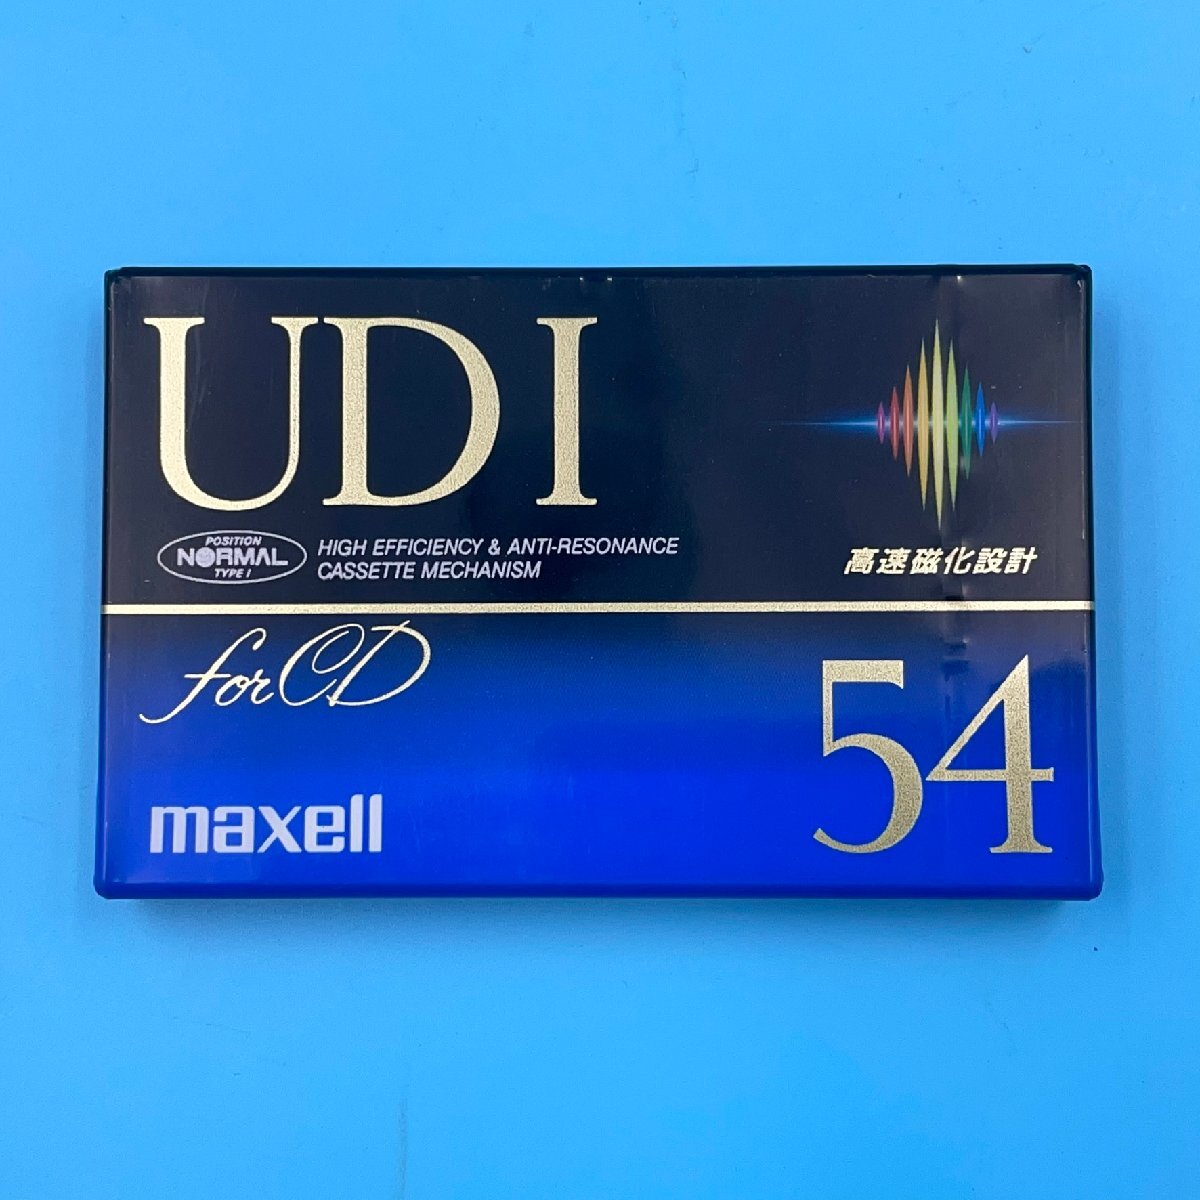 UD I
POSITION
NORMAL
TYPE I
HIGH EFFICIENCY & ANTI-RESONANCE
CASSETTE MECHANISM
高速磁化設計
for CD
54
maxell